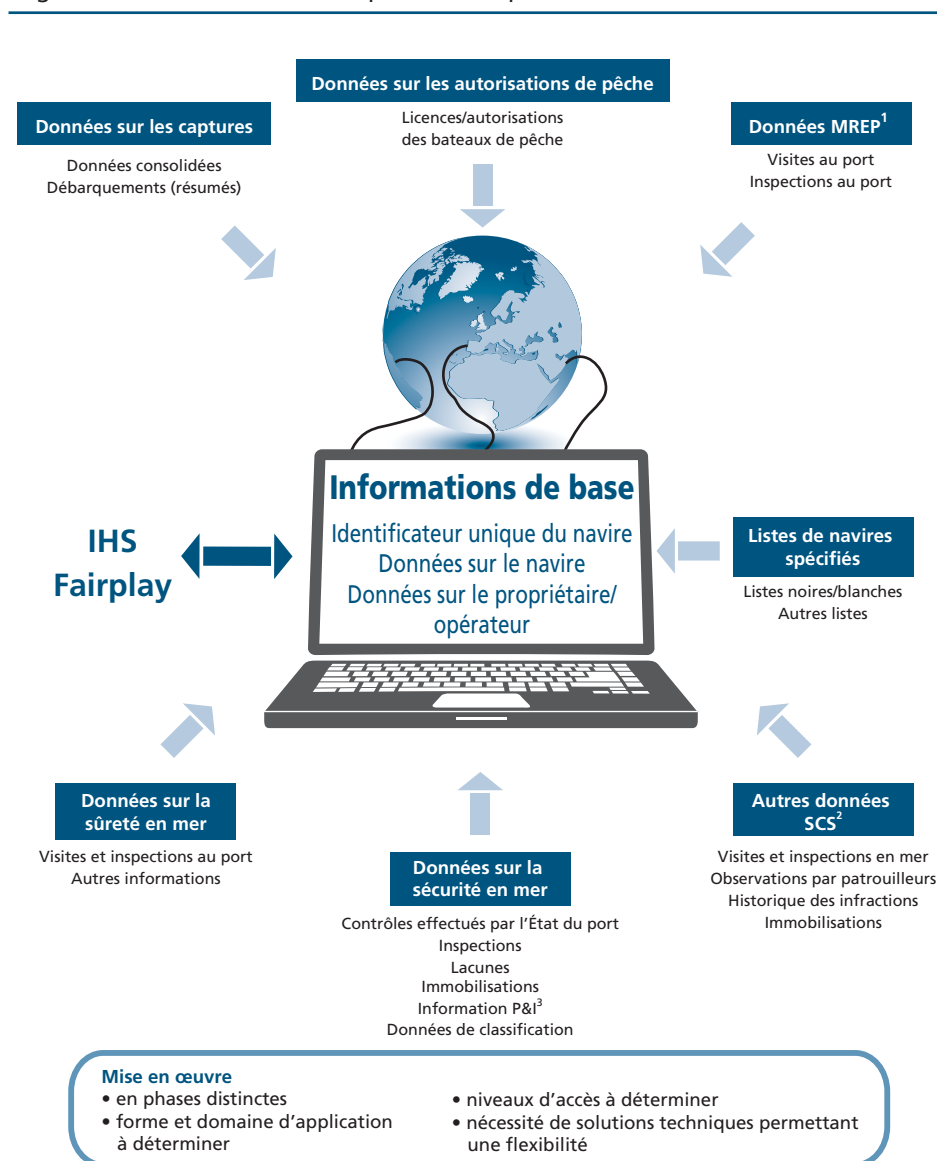 Données sur les autorisations de pêche
Licences/autorisations
des bateaux de pêche
Données sur les captures
Données consolidées
Débarquements (résumés)
Données MREP1
Visites au port
Inspections au port
Informations de base
Identificateur unique du navire
Données sur le navire
Données sur le propriétaire/
opérateur
IHS
Fairplay
Listes de navires
spécifiés
Listes noires/blanches
Autres listes
Données sur la
sûreté en mer
Visites et inspections au port
Autres informations
Données sur la
sécurité en mer
Contrôles effectués par l'État du port
Inspections
Lacunes
Immobilisations
Information P&I3
Données de classification
Autres données
SCS2
Visites et inspections en mer
Observations par patrouilleurs
Historique des infractions
Immobilisations
Mise en œuvre
• en phases distinctes
• forme et domaine d'application
à déterminer
• niveaux d'accès à déterminer
• nécessité de solutions techniques permettant
une flexibilité